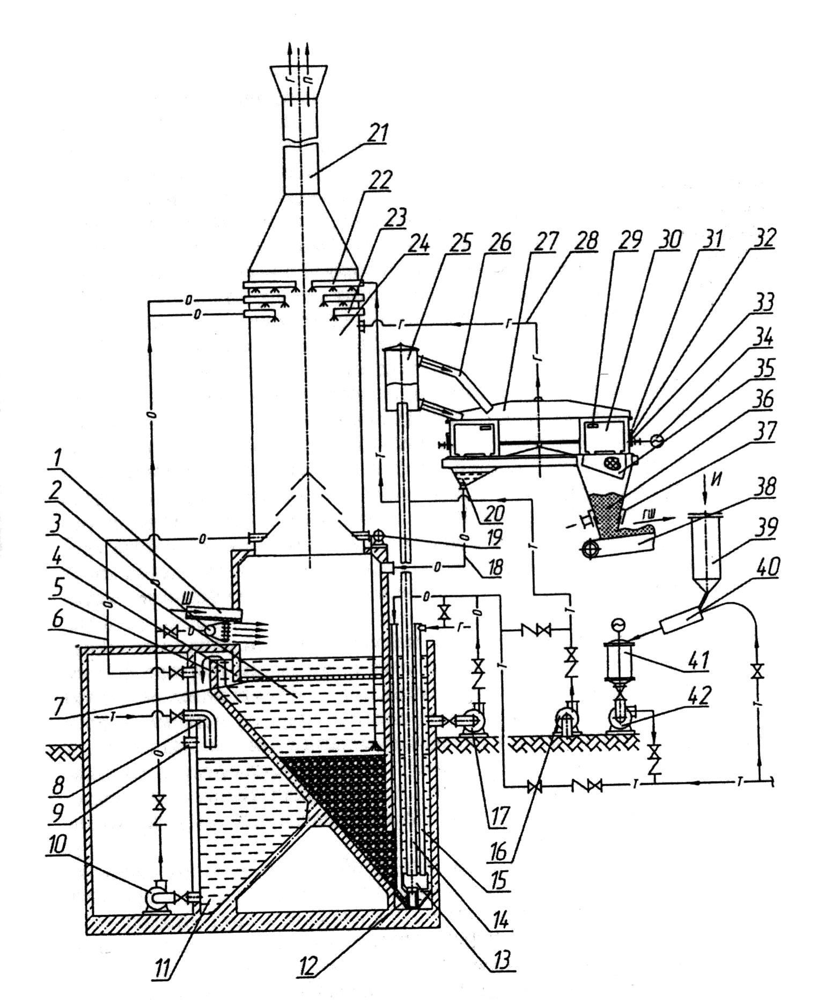 Г П
21
22
23
24 25 26 27 28 29 30 31 32
О
О
33
Г Г
34
Г
35
О
36
37
1
Т
И
2
38
20
ГШ
3
О
39
О
19
Т
4
О
18
40
5
Ш
О
О
Т
6
О
О
Г
41
Т
7
42
Т
Т
8
О
Т
Т
9
17
10
16
15
14
11
12
13